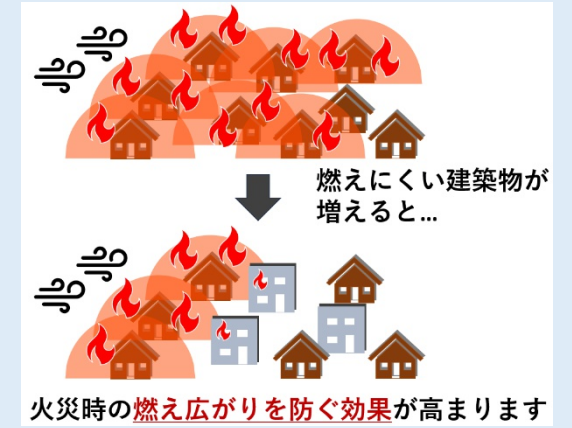 燃えにくい建築物が
増えると…
火災時の燃え広がりを防ぐ効果が高まります